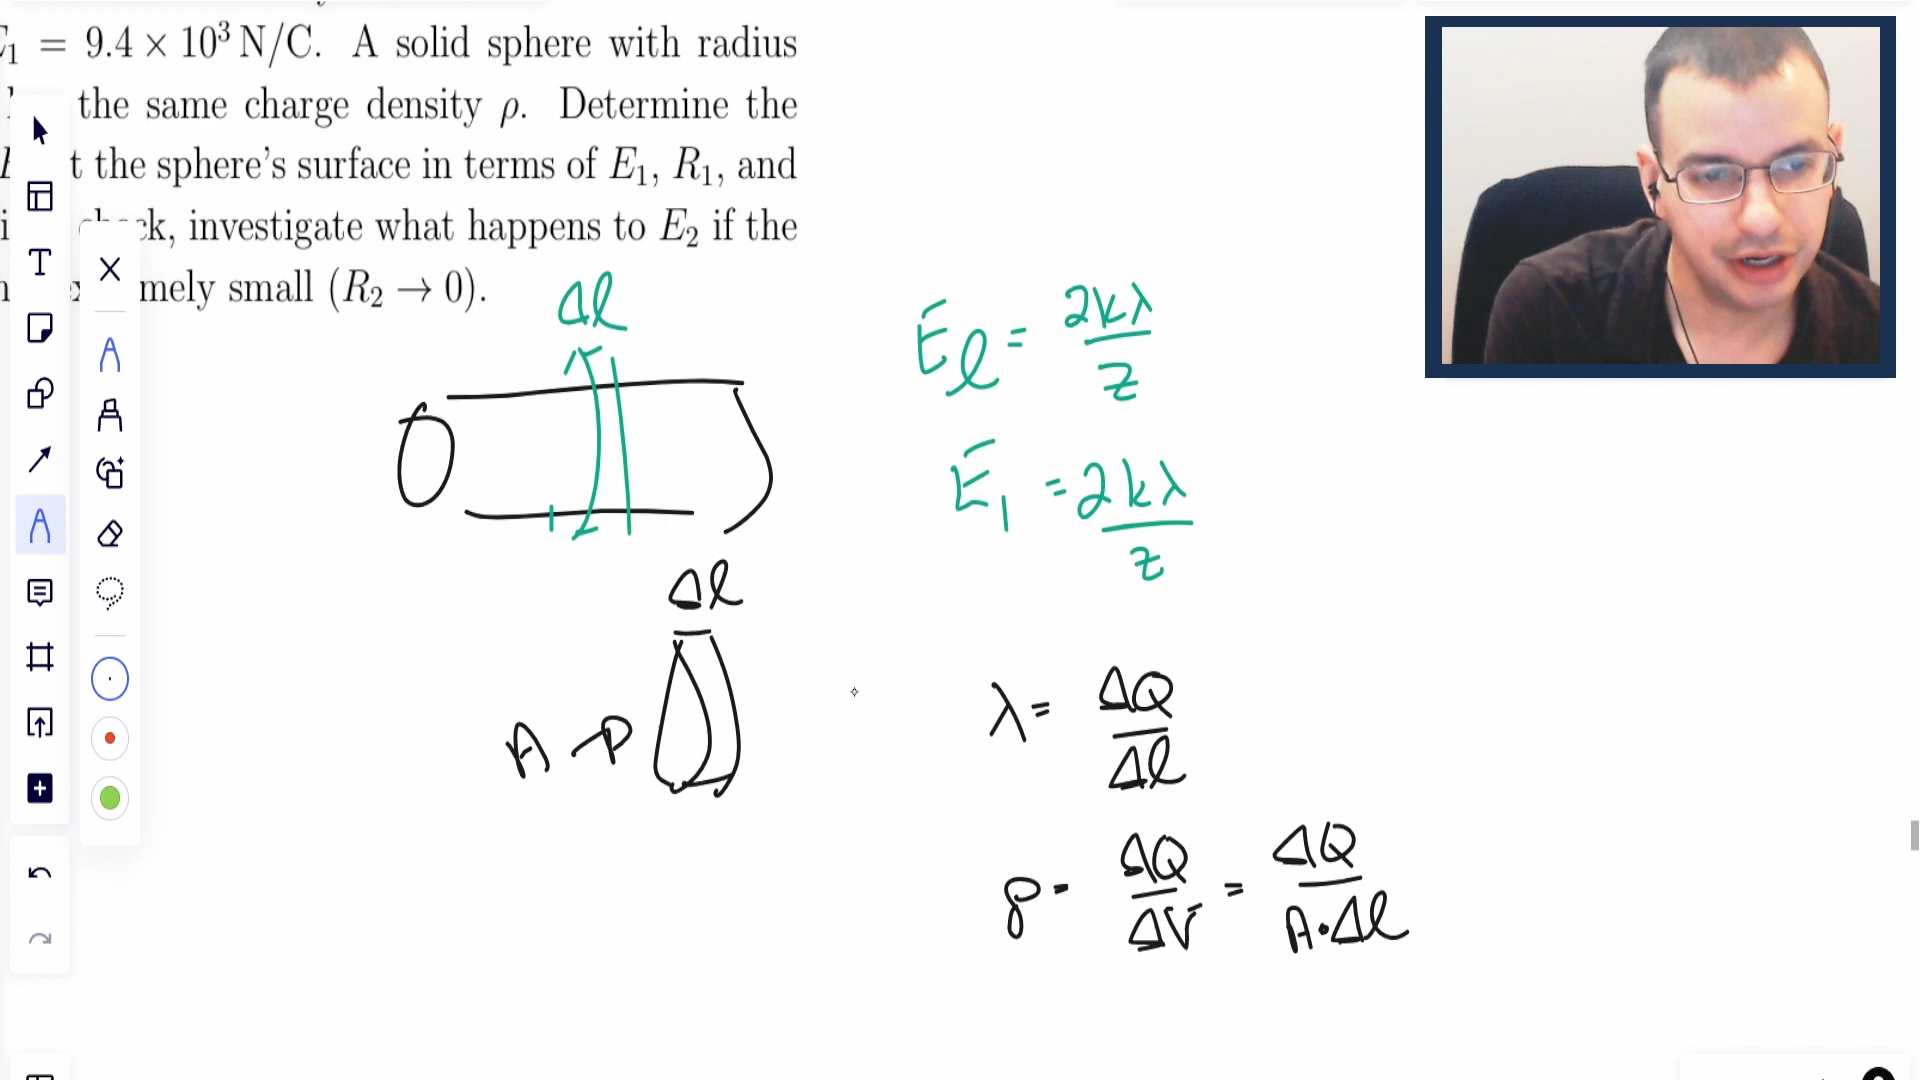 = 9.4 × 10³ N/C. A solid sphere with radius
the same charge density ρ. Determine the
t the sphere's surface in terms of E₁, R₁, and
ck, investigate what happens to E₂ if the
mely small (R₂ → 0).
Δl
E_l = 2kλ / z
E₁ = 2kλ / z
Δl
A
λ = ΔQ / Δl
ρ = ΔQ / ΔV = ΔQ / A·Δl
T